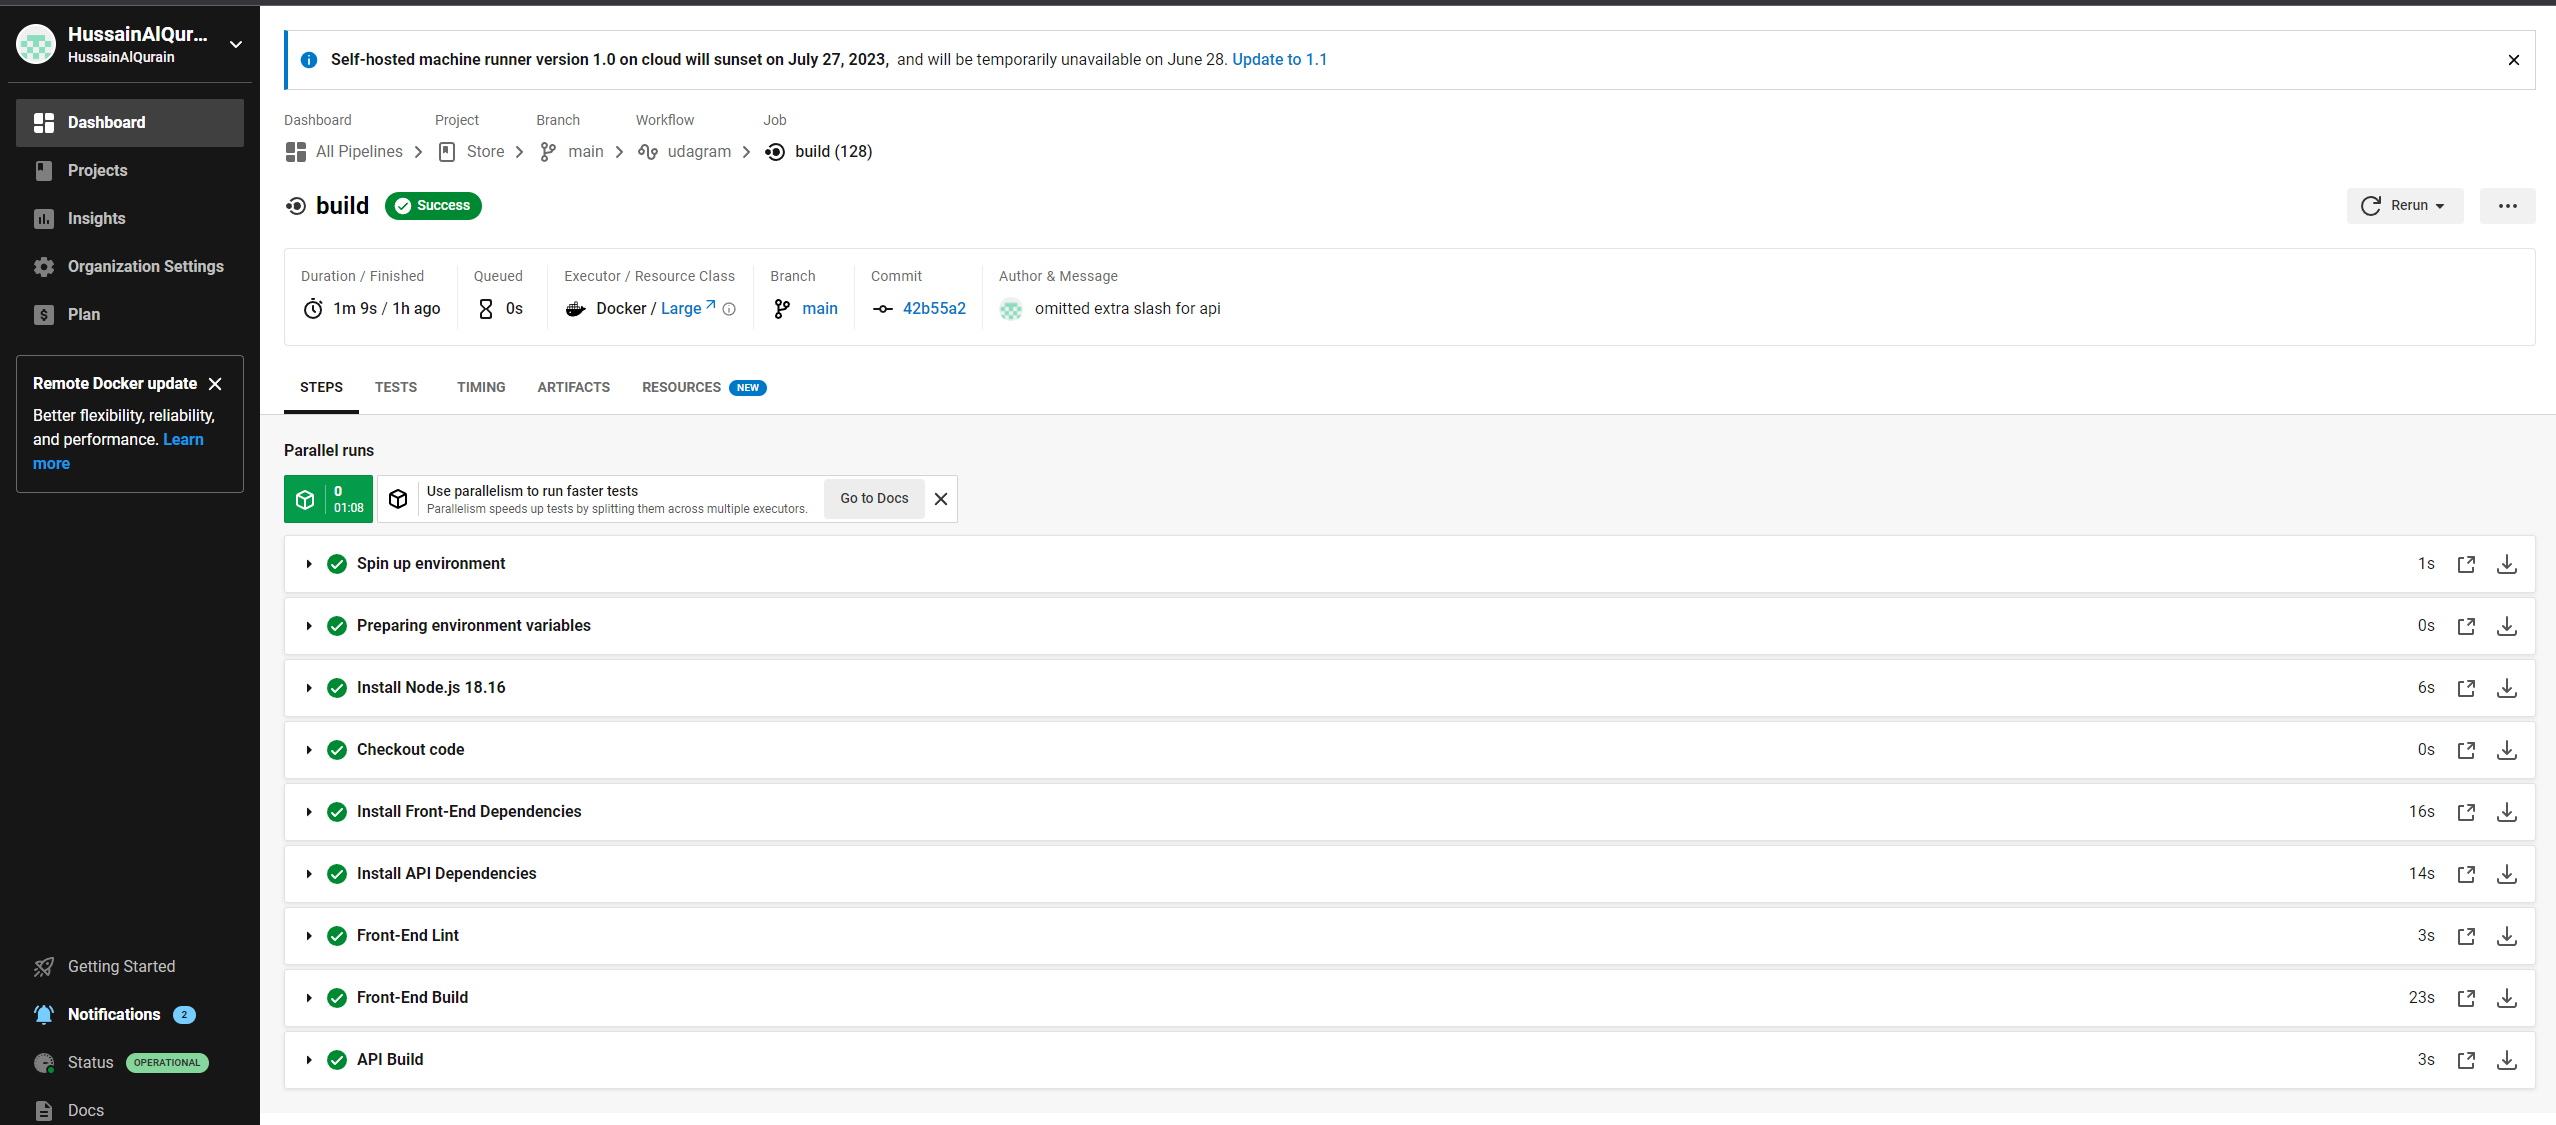 HussainAlQur...
HussainAlQurain
Dashboard
Projects
Insights
Organization Settings
Plan
Remote Docker update
Better flexibility, reliability,
and performance. Learn
more
Getting Started
Notifications 2
Status OPERATIONAL
Docs
Self-hosted machine runner version 1.0 on cloud will sunset on July 27, 2023, and will be temporarily unavailable on June 28. Update to 1.1
Dashboard Project Branch Workflow Job
All Pipelines Store main udagram build (128)
build Success
Rerun
Duration / Finished Queued Executor / Resource Class Branch Commit Author & Message
1m 9s / 1h ago 0s Docker / Large main 42b55a2 omitted extra slash for api
STEPS TESTS TIMING ARTIFACTS RESOURCES NEW
Parallel runs
0
01:08
Use parallelism to run faster tests
Parallelism speeds up tests by splitting them across multiple executors.
Go to Docs
Spin up environment 1s
Preparing environment variables 0s
Install Node.js 18.16 6s
Checkout code 0s
Install Front-End Dependencies 16s
Install API Dependencies 14s
Front-End Lint 3s
Front-End Build 23s
API Build 3s